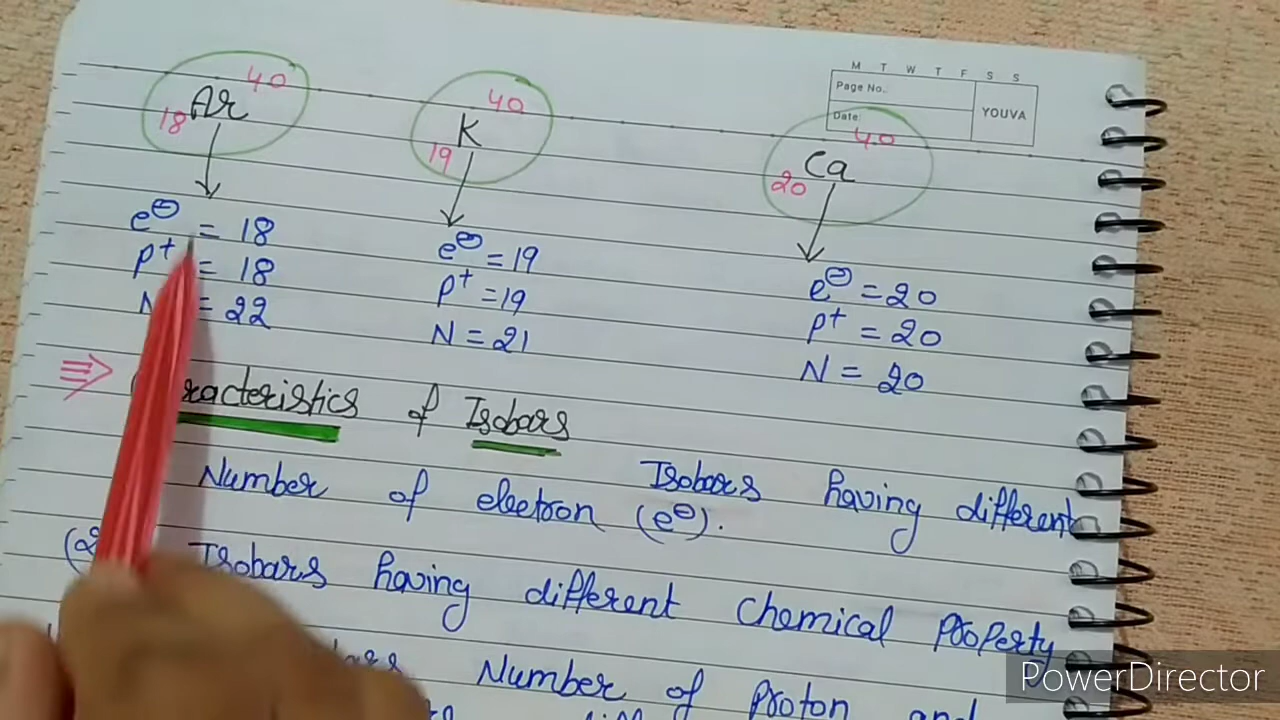 M T W T F S S
Page No.:
Date:
YOUVA
18 Ar 40
19 K 40
20 Ca 40
e⊖ = 18
p+ = 18
N = 22
e⊖ = 19
p+ = 19
N = 21
e⊖ = 20
p+ = 20
N = 20
of Isobars
Isobars having different
Number of electron (e⊖).
Isobars having different Chemical Property
Number of Proton and
PowerDirector